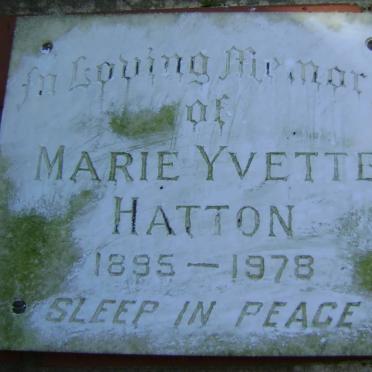 In Loving Memor
of
MARIE YVETTE
HATTON
1895 — 1978
SLEEP IN PEACE